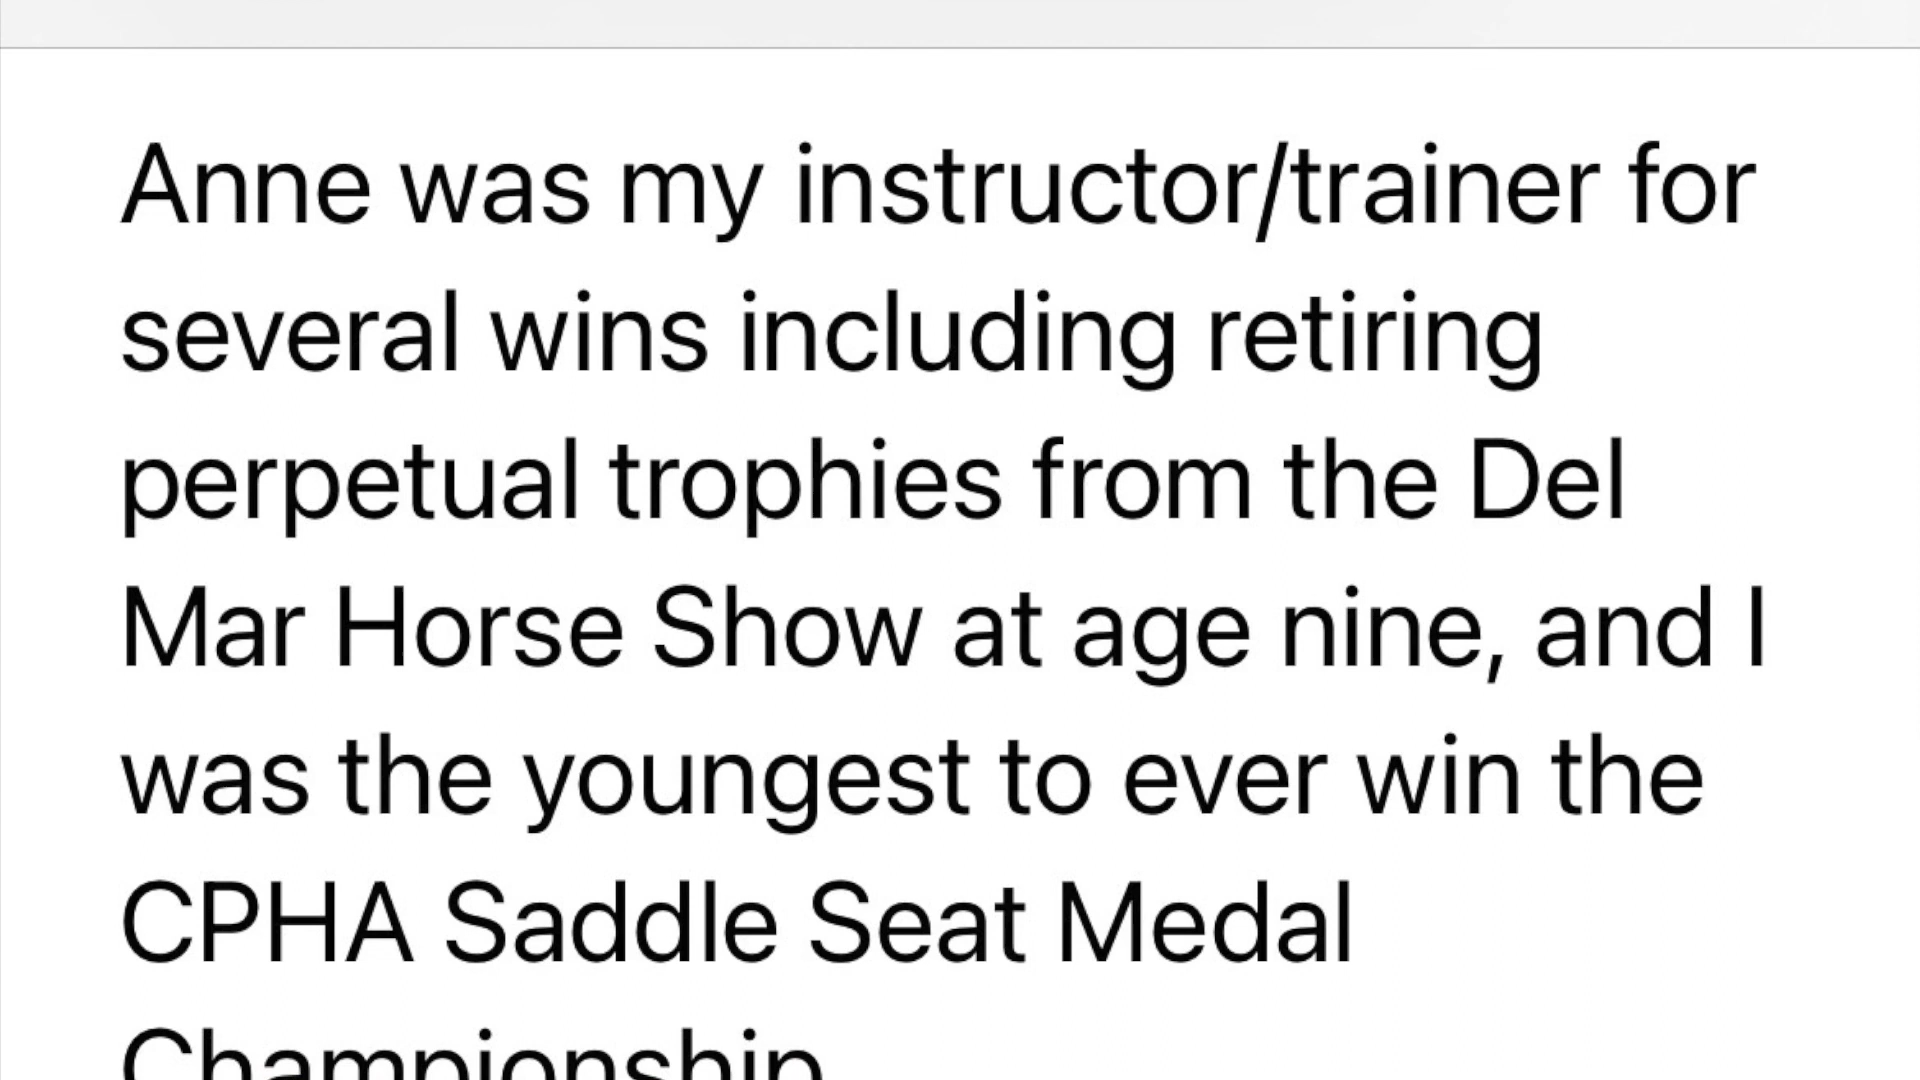 Anne was my instructor/trainer for
several wins including retiring
perpetual trophies from the Del
Mar Horse Show at age nine, and I
was the youngest to ever win the
CPHA Saddle Seat Medal
Championship